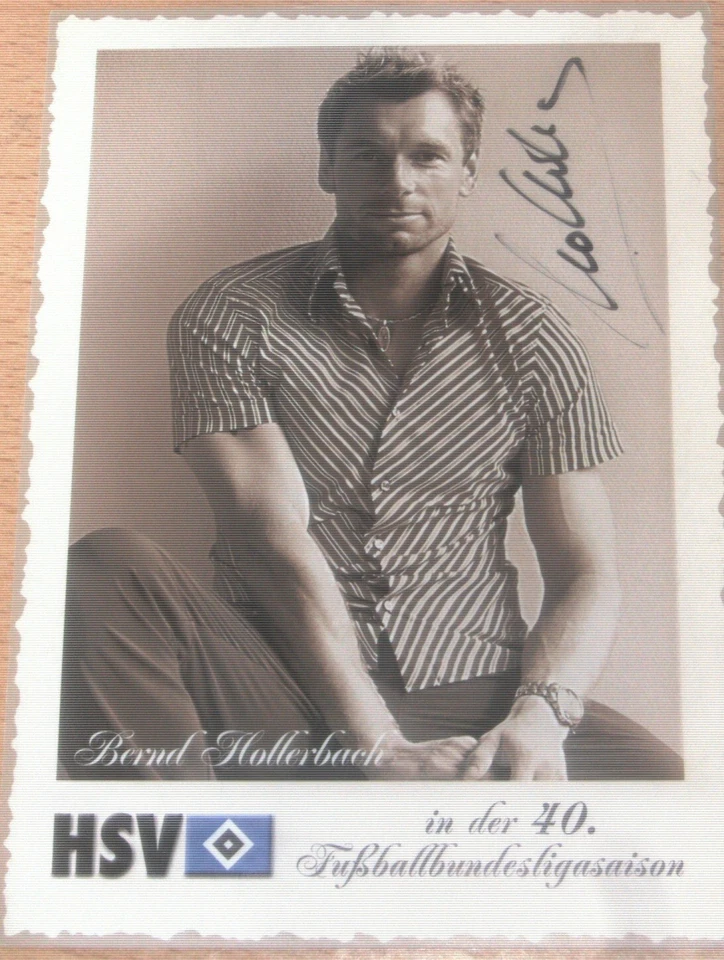 Bernd Hollerbach
HSV
in der 40.
Fußballbundesligasaison